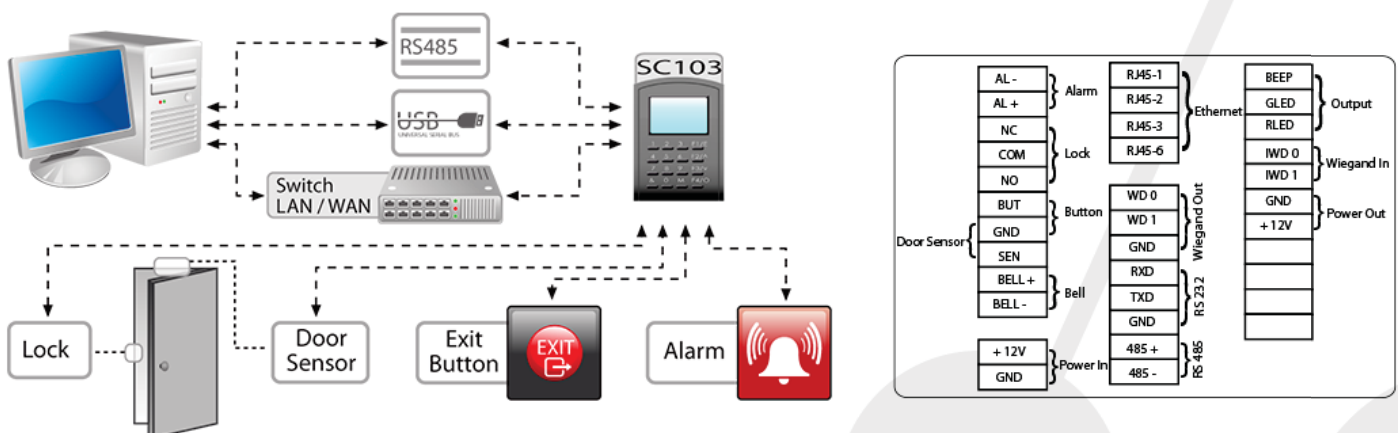 RS485
SC103
USB
UNIVERSAL SERIAL BUS
Switch
LAN / WAN
Lock
Door
Sensor
Exit
Button
EXIT
Alarm
AL -
AL +
Alarm
NC
COM
NO
Lock
BUT
GND
Button
SEN
Door Sensor
BELL +
BELL -
Bell
+ 12V
GND
Power In
RJ45-1
RJ45-2
RJ45-3
RJ45-6
Ethernet
WD 0
WD 1
GND
Wiegand Out
RXD
TXD
GND
RS 232
485 +
485 -
RS 485
BEEP
GLED
RLED
Output
IWD 0
IWD 1
Wiegand In
GND
+ 12V
Power Out